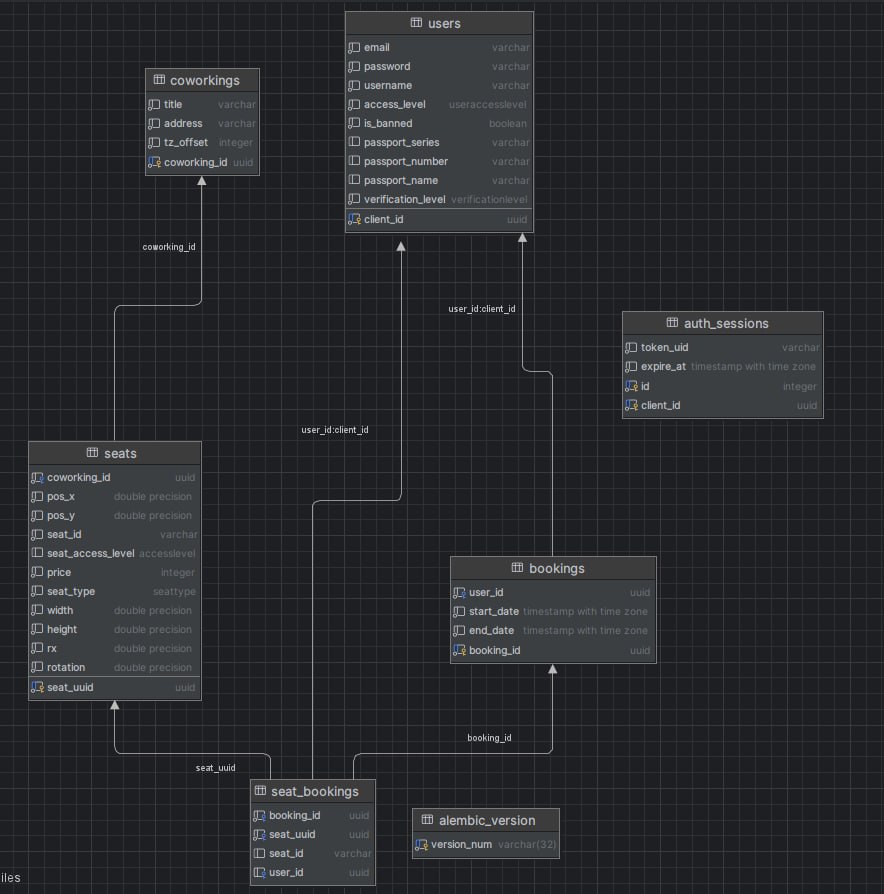 users
email varchar
password varchar
username varchar
access_level useraccesslevel
is_banned boolean
passport_series varchar
passport_number varchar
passport_name varchar
verification_level verificationlevel
client_id uuid
coworkings
title varchar
address varchar
tz_offset integer
coworking_id uuid
coworking_id
user_id:client_id
auth_sessions
token_uid varchar
expire_at timestamp with time zone
id integer
client_id uuid
user_id:client_id
seats
coworking_id uuid
pos_x double precision
pos_y double precision
seat_id varchar
seat_access_level accesslevel
price integer
seat_type seattype
width double precision
height double precision
rx double precision
rotation double precision
seat_uuid uuid
bookings
user_id uuid
start_date timestamp with time zone
end_date timestamp with time zone
booking_id uuid
booking_id
seat_uuid
seat_bookings
booking_id uuid
seat_uuid uuid
seat_id varchar
user_id uuid
alembic_version
version_num varchar(32)
iles